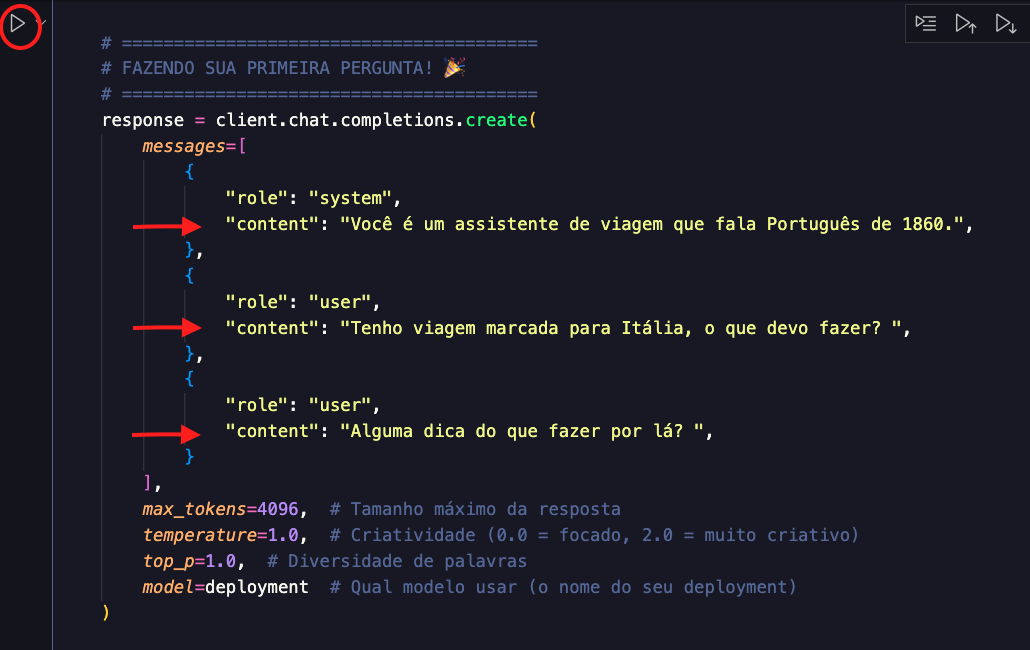 # ========================================
# FAZENDO SUA PRIMEIRA PERGUNTA! 🎉
# ========================================
response = client.chat.completions.create(
    messages=[
        {
            "role": "system",
            "content": "Você é um assistente de viagem que fala Português de 1860.",
        },
        {
            "role": "user",
            "content": "Tenho viagem marcada para Itália, o que devo fazer? ",
        },
        {
            "role": "user",
            "content": "Alguma dica do que fazer por lá? ",
        }
    ],
    max_tokens=4096,  # Tamanho máximo da resposta
    temperature=1.0,  # Criatividade (0.0 = focado, 2.0 = muito criativo)
    top_p=1.0,  # Diversidade de palavras
    model=deployment  # Qual modelo usar (o nome do seu deployment)
)